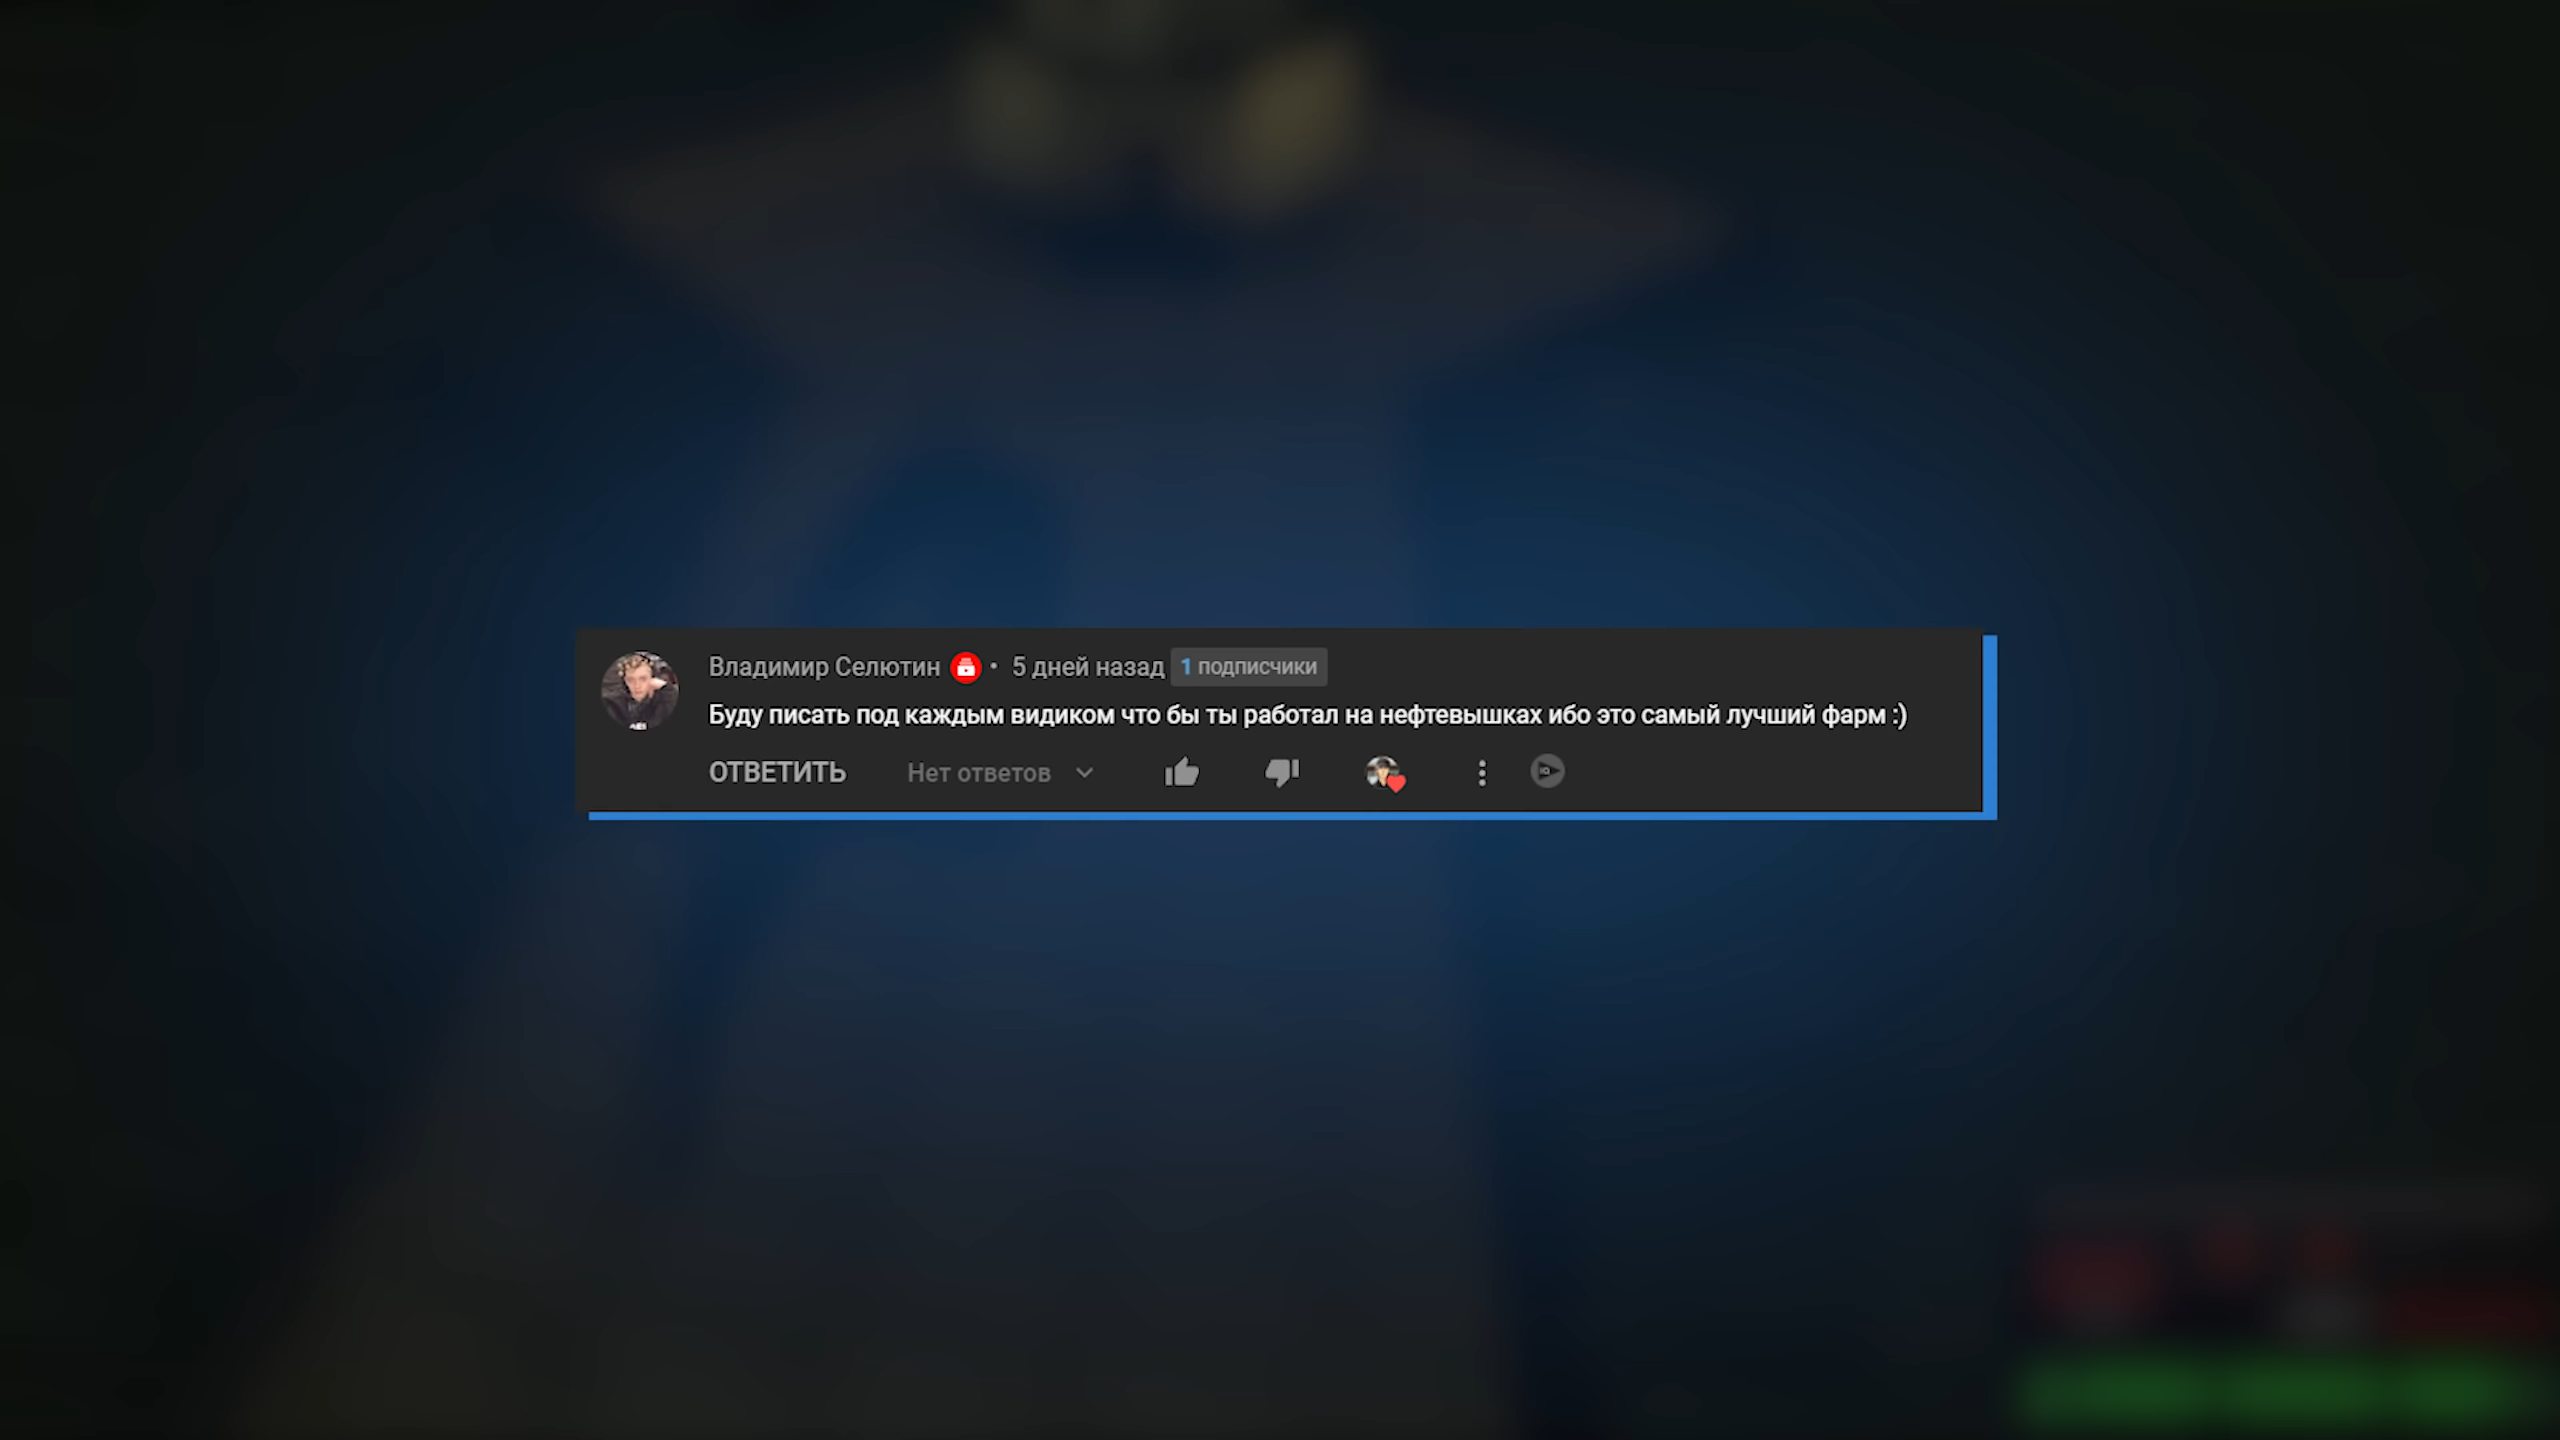 Владимир Селютин • 5 дней назад 1 подписчики
Буду писать под каждым видиком что бы ты работал на нефтевышках ибо это самый лучший фарм :)
ОТВЕТИТЬ Нет ответов